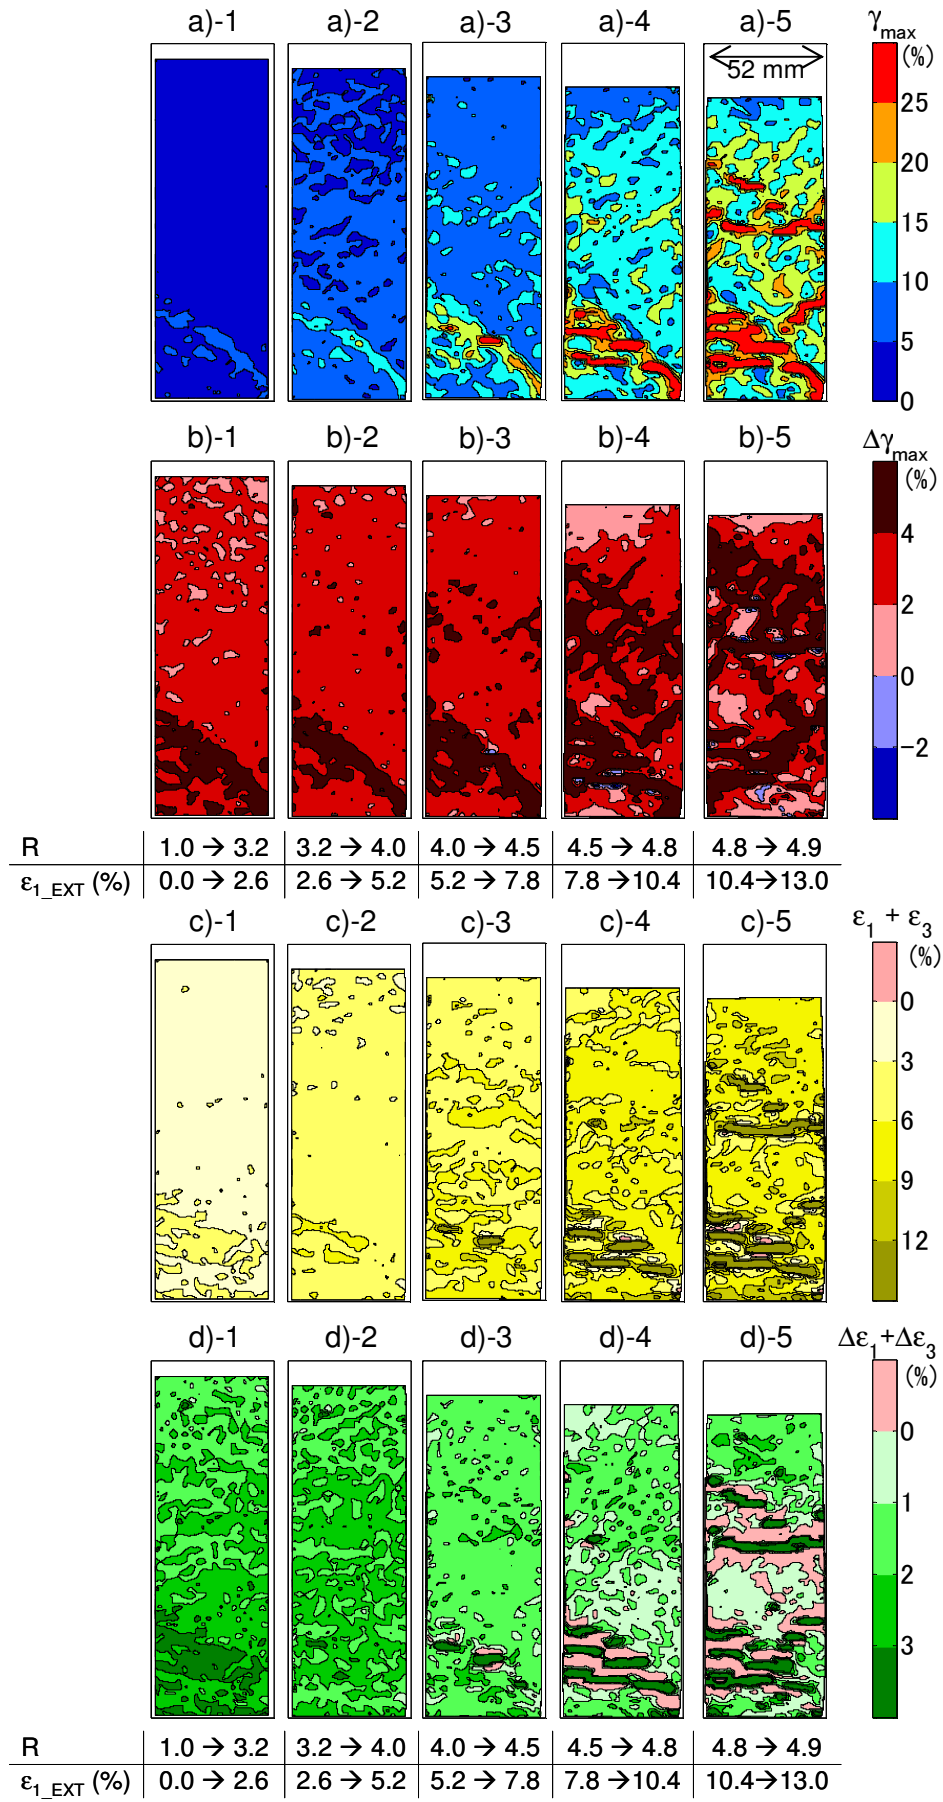 a)-1 a)-2 a)-3 a)-4 a)-5 γmax
(%)
52 mm
25
20
15
10
5
0
b)-1 b)-2 b)-3 b)-4 b)-5 Δγmax
(%)
4
2
0
−2
R 1.0 → 3.2 3.2 → 4.0 4.0 → 4.5 4.5 → 4.8 4.8 → 4.9
ε1_EXT (%) 0.0 → 2.6 2.6 → 5.2 5.2 → 7.8 7.8 →10.4 10.4→13.0
c)-1 c)-2 c)-3 c)-4 c)-5 ε1 + ε3
(%)
0
3
6
9
12
d)-1 d)-2 d)-3 d)-4 d)-5 Δε1+Δε3
(%)
0
1
2
3
R 1.0 → 3.2 3.2 → 4.0 4.0 → 4.5 4.5 → 4.8 4.8 → 4.9
ε1_EXT (%) 0.0 → 2.6 2.6 → 5.2 5.2 → 7.8 7.8 →10.4 10.4→13.0